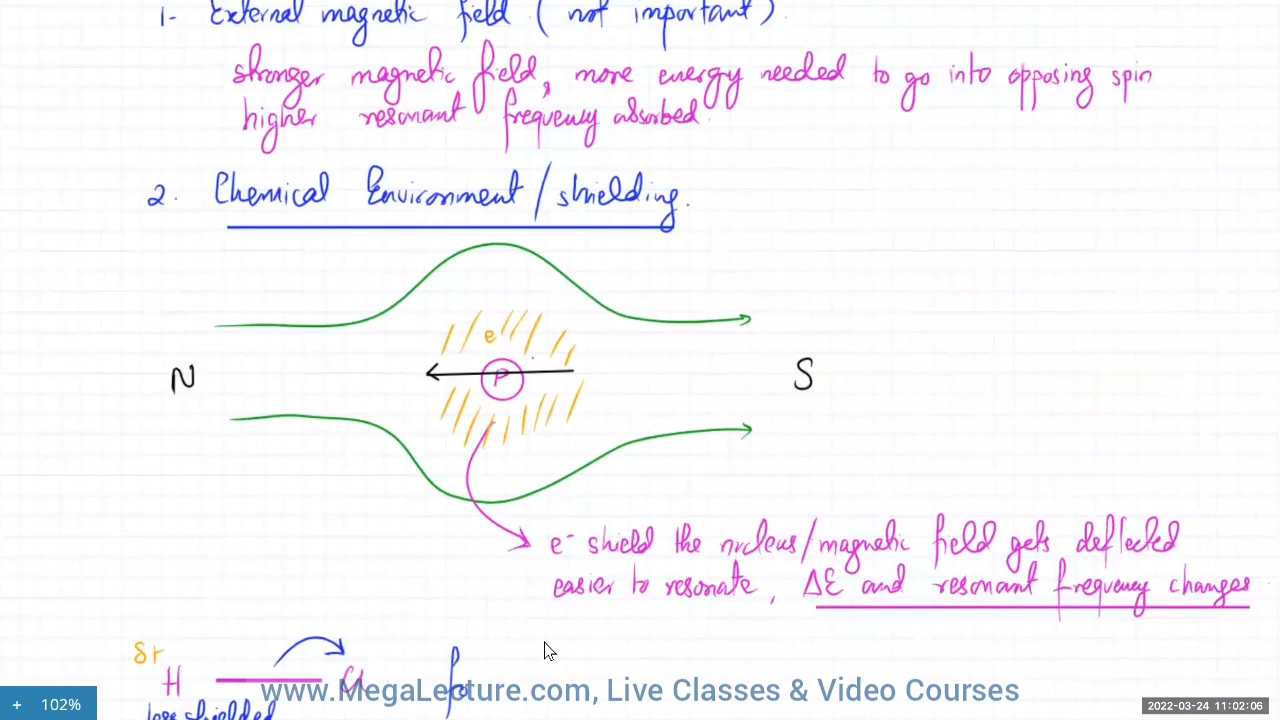 1- External magnetic field ( not important ).
stronger magnetic field, more energy needed to go into opposing spin
higher resonant frequency absorbed.
2. Chemical Environment / shielding.
e
N
P
S
e- shield the nucleus/magnetic field gets deflected
easier to resonate, ΔE and resonant frequency changes
δ+
H Cl
less shielded
www.MegaLecture.com, Live Classes & Video Courses
+ 102%
2022-03-24 11:02:06